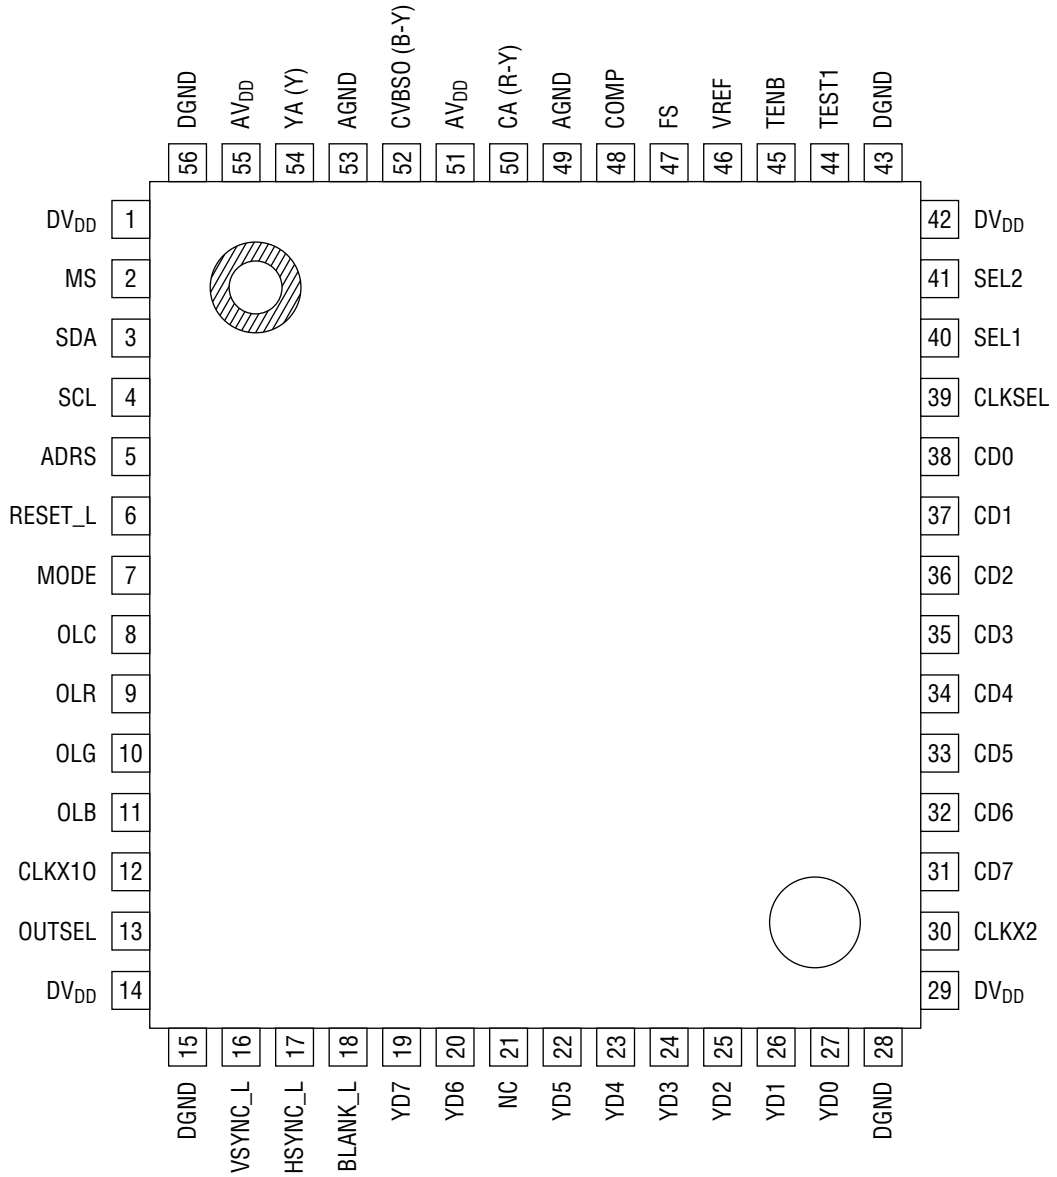 DGND AVDD YA (Y) AGND CVBSO (B-Y) AVDD CA (R-Y) AGND COMP FS VREF TENB TEST1 DGND
56 55 54 53 52 51 50 49 48 47 46 45 44 43
DVDD 1 42 DVDD
MS 2 41 SEL2
SDA 3 40 SEL1
SCL 4 39 CLKSEL
ADRS 5 38 CD0
RESET_L 6 37 CD1
MODE 7 36 CD2
OLC 8 35 CD3
OLR 9 34 CD4
OLG 10 33 CD5
OLB 11 32 CD6
CLKX1O 12 31 CD7
OUTSEL 13 30 CLKX2
DVDD 14 29 DVDD
15 16 17 18 19 20 21 22 23 24 25 26 27 28
DGND VSYNC_L HSYNC_L BLANK_L YD7 YD6 NC YD5 YD4 YD3 YD2 YD1 YD0 DGND